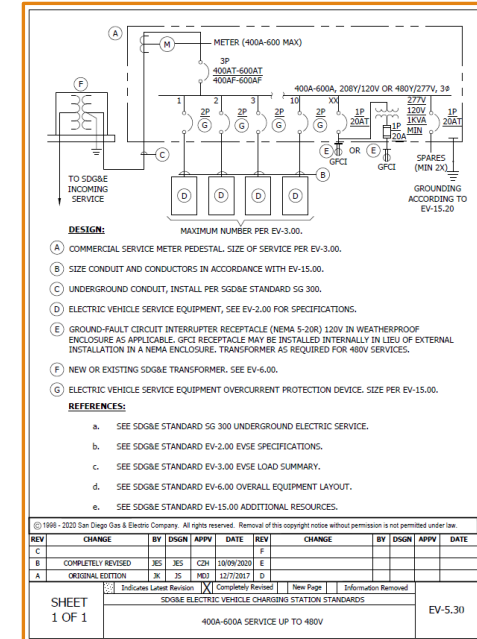 A
M
METER (400A-600 MAX)
3P
400AT-600AT
400AF-600AF
F
400A-600A, 208Y/120V OR 480Y/277V, 3Φ
1
2
3
10
XX
277V
120V
1KVA
MIN
2P
G
2P
G
2P
G
2P
G
1P
20AT
1P
20A
1P
20AT
E
OR
E
GFCI
GFCI
SPARES
(MIN 2X)
C
B
TO SDG&E
INCOMING
SERVICE
D
D
D
D
GROUNDING
ACCORDING TO
EV-15.20
MAXIMUM NUMBER PER EV-3.00.
DESIGN:
A COMMERCIAL SERVICE METER PEDESTAL. SIZE OF SERVICE PER EV-3.00.
B SIZE CONDUIT AND CONDUCTORS IN ACCORDANCE WITH EV-15.00.
C UNDERGROUND CONDUIT, INSTALL PER SGD&E STANDARD SG 300.
D ELECTRIC VEHICLE SERVICE EQUIPMENT, SEE EV-2.00 FOR SPECIFICATIONS.
E GROUND-FAULT CIRCUIT INTERRUPTER RECEPTACLE (NEMA 5-20R) 120V IN WEATHERPROOF
ENCLOSURE AS APPLICABLE. GFCI RECEPTACLE MAY BE INSTALLED INTERNALLY IN LIEU OF EXTERNAL
INSTALLATION IN A NEMA ENCLOSURE. TRANSFORMER AS REQUIRED FOR 480V SERVICES.
F NEW OR EXISTING SDG&E TRANSFORMER. SEE EV-6.00.
G ELECTRIC VEHICLE SERVICE EQUIPMENT OVERCURRENT PROTECTION DEVICE. SIZE PER EV-15.00.
REFERENCES:
a. SEE SDG&E STANDARD SG 300 UNDERGROUND ELECTRIC SERVICE.
b. SEE SDG&E STANDARD EV-2.00 EVSE SPECIFICATIONS.
c. SEE SDG&E STANDARD EV-3.00 EVSE LOAD SUMMARY.
d. SEE SDG&E STANDARD EV-6.00 OVERALL EQUIPMENT LAYOUT.
e. SEE SDG&E STANDARD EV-15.00 ADDITIONAL RESOURCES.
© 1998 - 2020 San Diego Gas & Electric Company. All rights reserved. Removal of this copyright notice without permission is not permitted under law.
REV CHANGE BY DSGN APPV DATE REV CHANGE BY DSGN APPV DATE
C F
B COMPLETELY REVISED JES JES CZH 10/09/2020 E
A ORIGINAL EDITION JK JS MDJ 12/7/2017 D
Indicates Latest Revision X Completely Revised New Page Information Removed
SHEET
1 OF 1
SDG&E ELECTRIC VEHICLE CHARGING STATION STANDARDS
400A-600A SERVICE UP TO 480V
EV-5.30